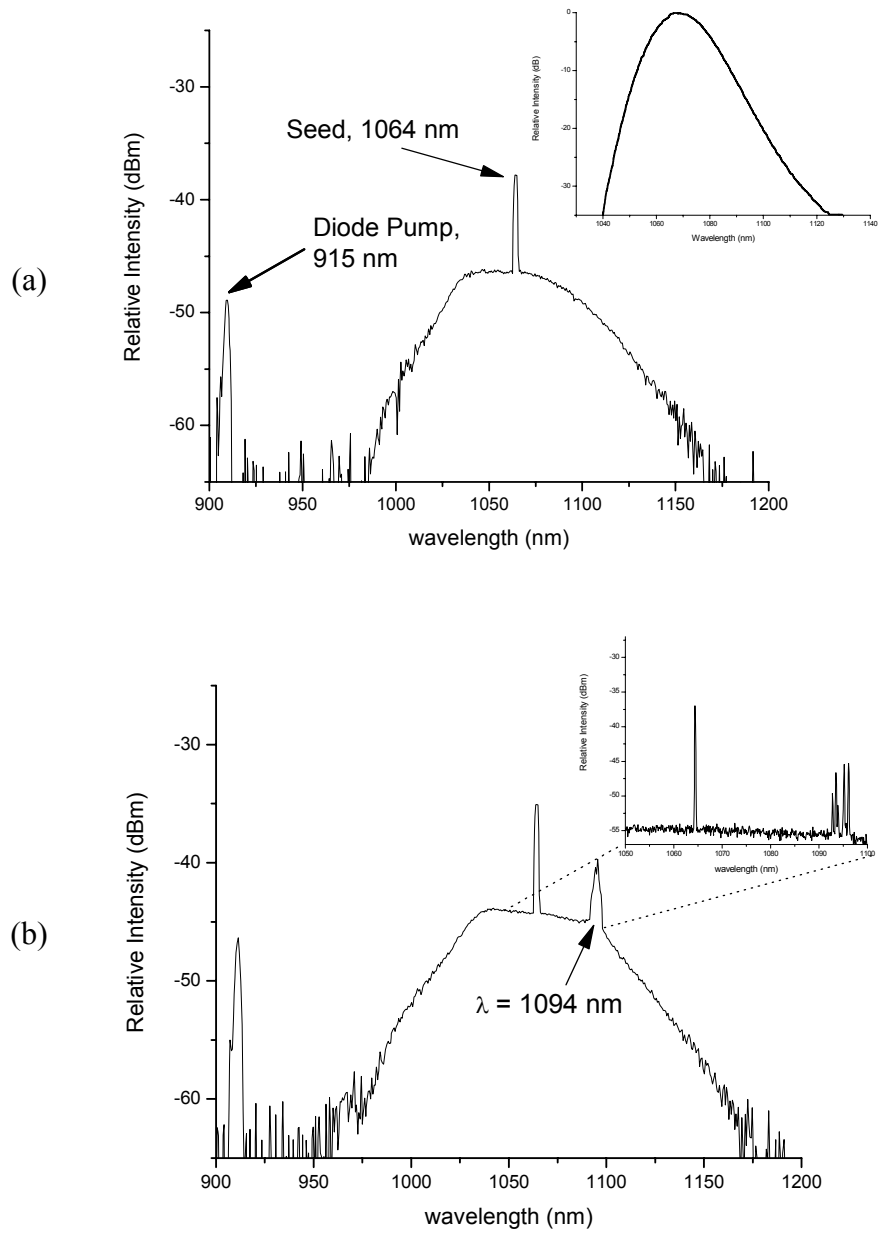 (a)
Relative Intensity (dBm)
-25
-30
-40
-50
-60
Seed, 1064 nm
Diode Pump,
915 nm
900 950 1000 1050 1100 1150 1200
wavelength (nm)
Relative Intensity (dB)
0
-10
-20
-30
1040 1060 1080 1100 1120 1140
Wavelength (nm)
(b)
Relative Intensity (dBm)
-30
-40
-50
-60
λ = 1094 nm
900 950 1000 1050 1100 1150 1200
wavelength (nm)
Relative Intensity (dBm)
-30
-35
-40
-45
-50
-55
1050 1060 1070 1080 1090 1100
wavelength (nm)